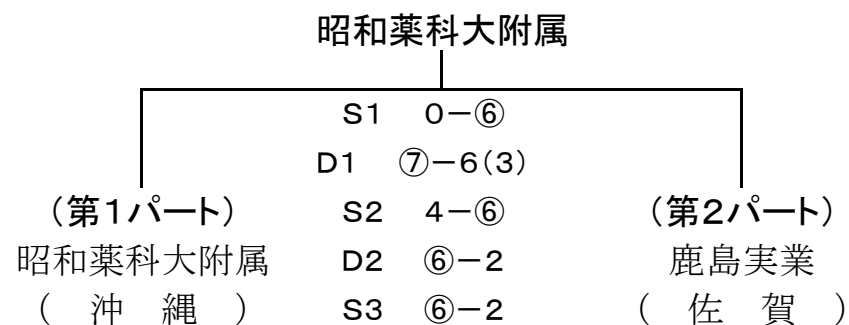 昭和薬科大附属
S1 0－⑥
D1 ⑦－6(3)
(第1パート) S2 4－⑥ (第2パート)
昭和薬科大附属 D2 ⑥－2 鹿島実業
( 沖 縄 ) S3 ⑥－2 ( 佐 賀 )